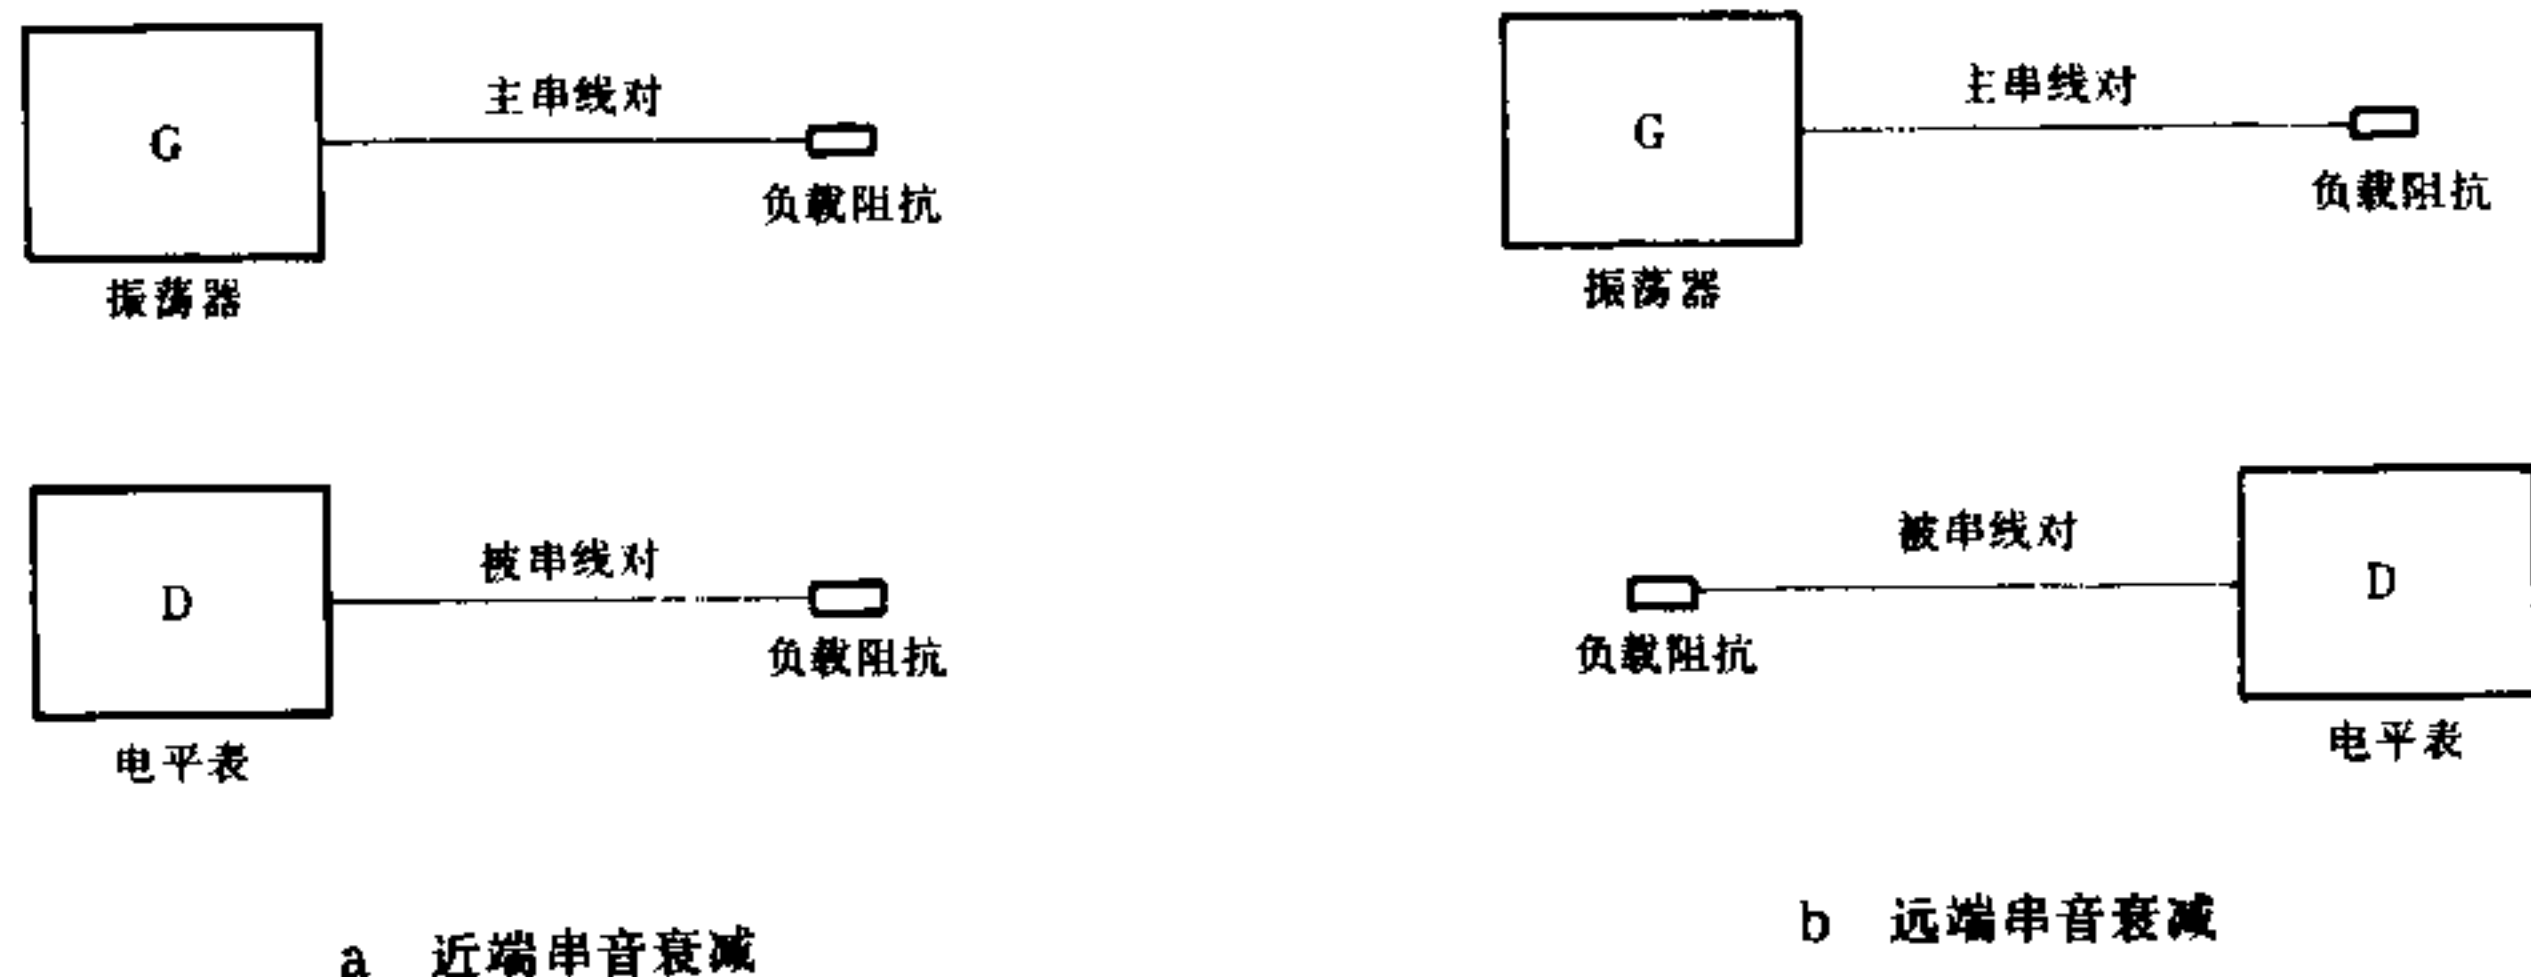 G
主串线对
负载阻抗
振荡器
D
被串线对
负载阻抗
电平表
a 近端串音衰减
G
主串线对
负载阻抗
振荡器
被串线对
D
负载阻抗
电平表
b 远端串音衰减